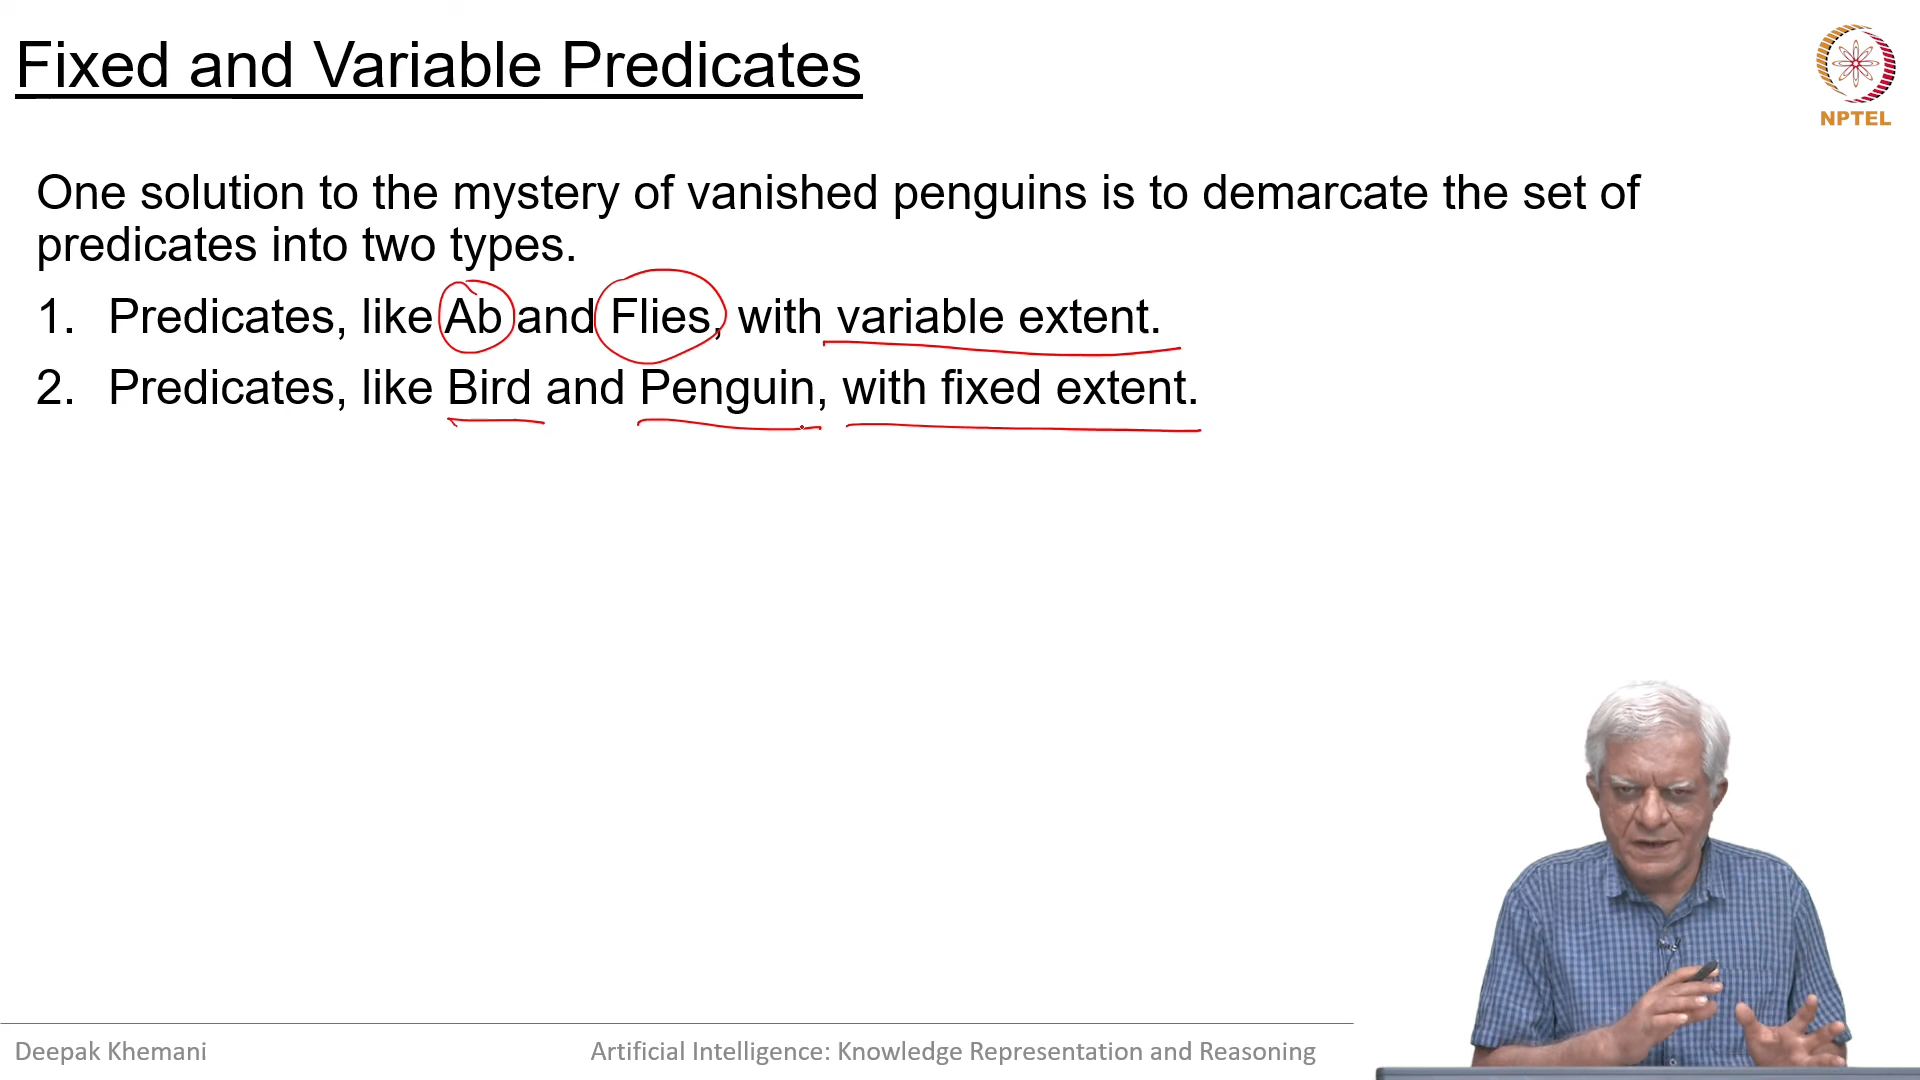 Fixed and Variable Predicates
NPTEL
One solution to the mystery of vanished penguins is to demarcate the set of
predicates into two types.
1. Predicates, like Ab and Flies, with variable extent.
2. Predicates, like Bird and Penguin, with fixed extent.
Deepak Khemani
Artificial Intelligence: Knowledge Representation and Reasoning